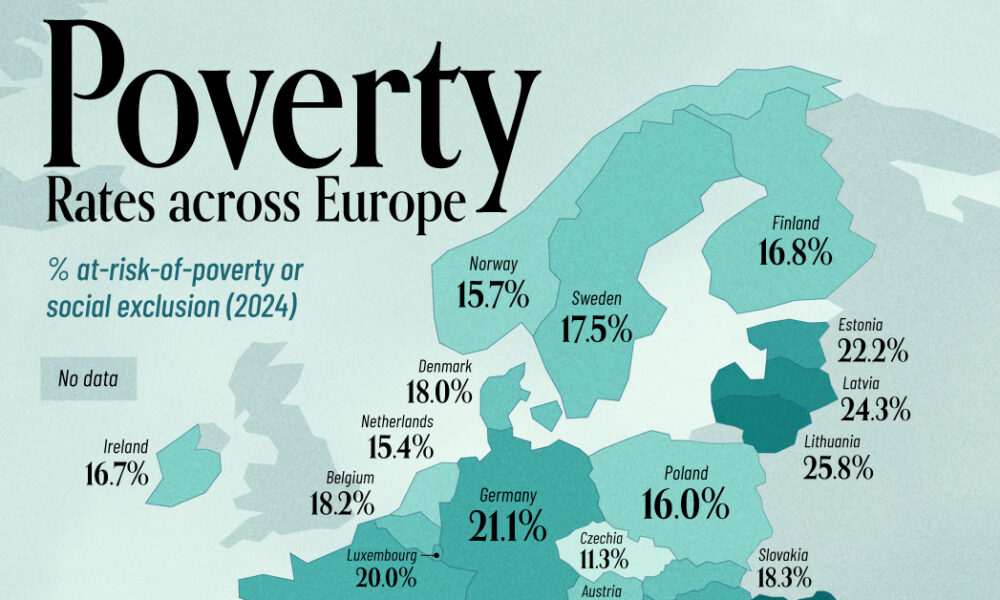 Poverty
Rates across Europe
% at-risk-of-poverty or
social exclusion (2024)
No data
Finland
16.8%
Norway
15.7%
Sweden
17.5%
Estonia
22.2%
Denmark
18.0%
Latvia
24.3%
Netherlands
15.4%
Ireland
16.7%
Lithuania
25.8%
Belgium
18.2%
Poland
16.0%
Germany
21.1%
Czechia
11.3%
Luxembourg
20.0%
Slovakia
18.3%
Austria